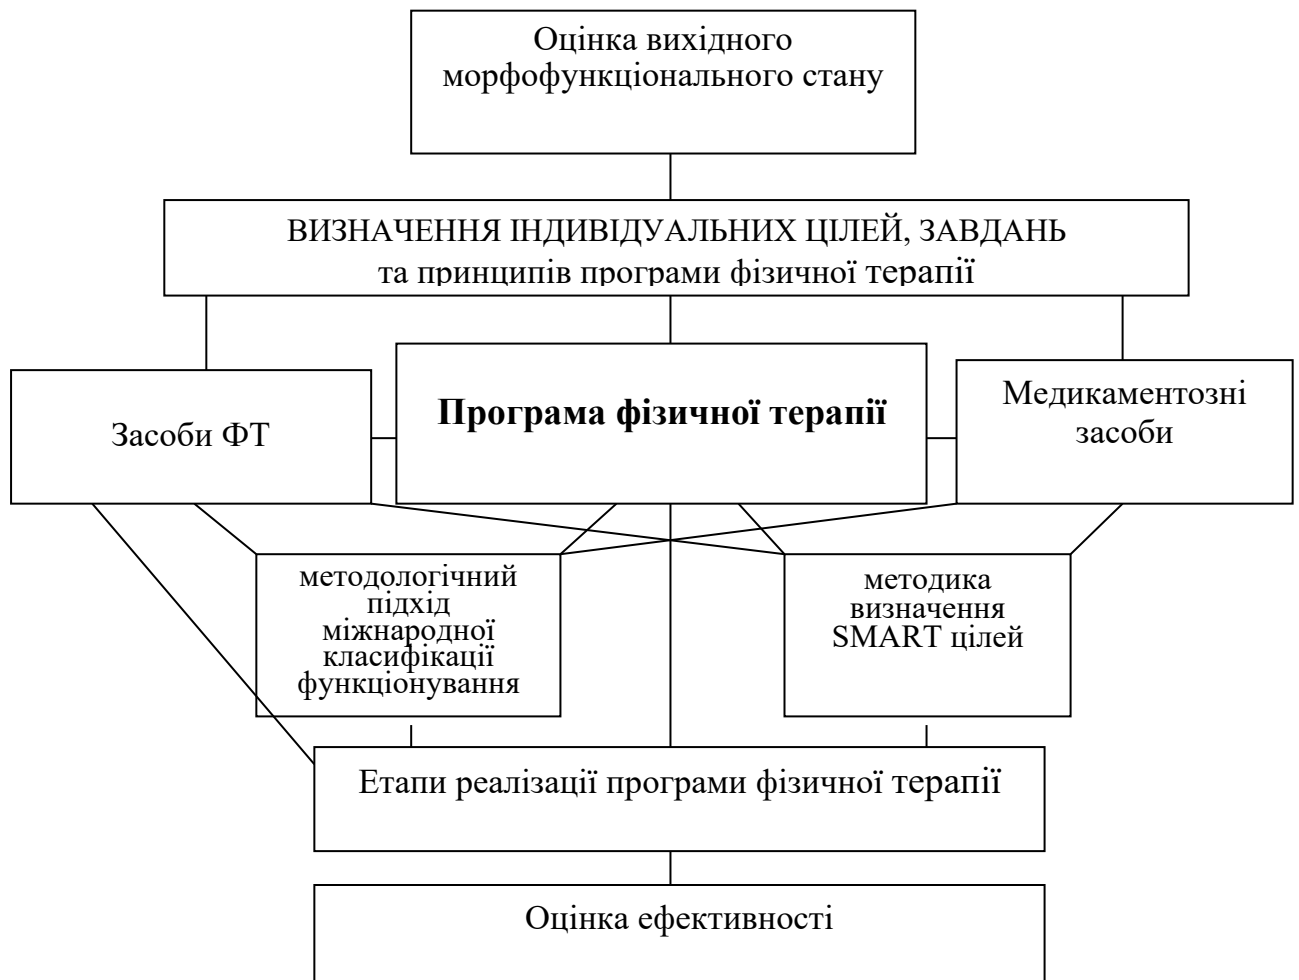 Оцінка вихідного
морфофункціонального стану
ВИЗНАЧЕННЯ ІНДИВІДУАЛЬНИХ ЦІЛЕЙ, ЗАВДАНЬ
та принципів програми фізичної терапії
Засоби ФТ
Програма фізичної терапії
Медикаментозні
засоби
методологічний
підхід
міжнародної
класифікації
функціонування
методика
визначення
SMART цілей
Етапи реалізації програми фізичної терапії
Оцінка ефективності